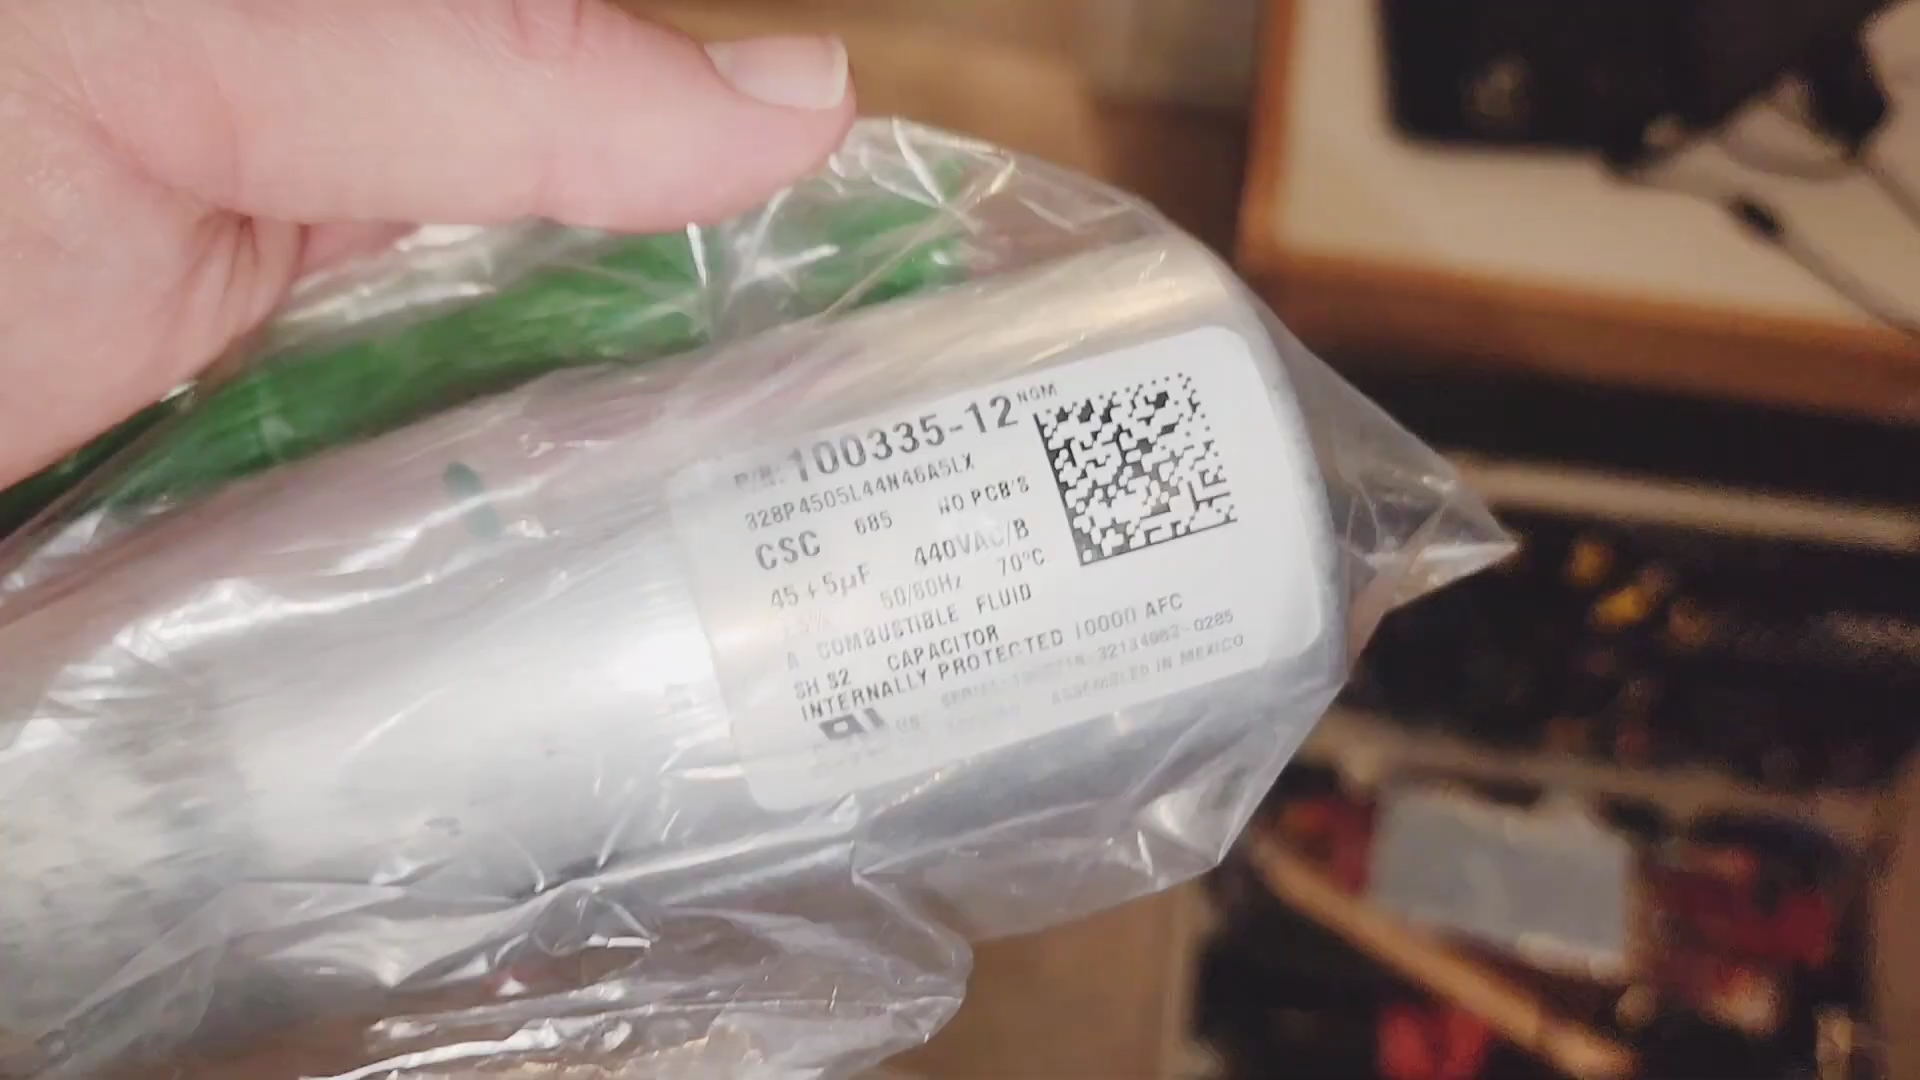 P/N: 100335-12 NGM
328P4505L44N46A5LX
CSC 685 NO PCB'S
45+5µF 440VAC/B
50/60Hz 70°C
A COMBUSTIBLE FLUID
SH S2 CAPACITOR
INTERNALLY PROTECTED 10000 AFC
ASSEMBLED IN MEXICO